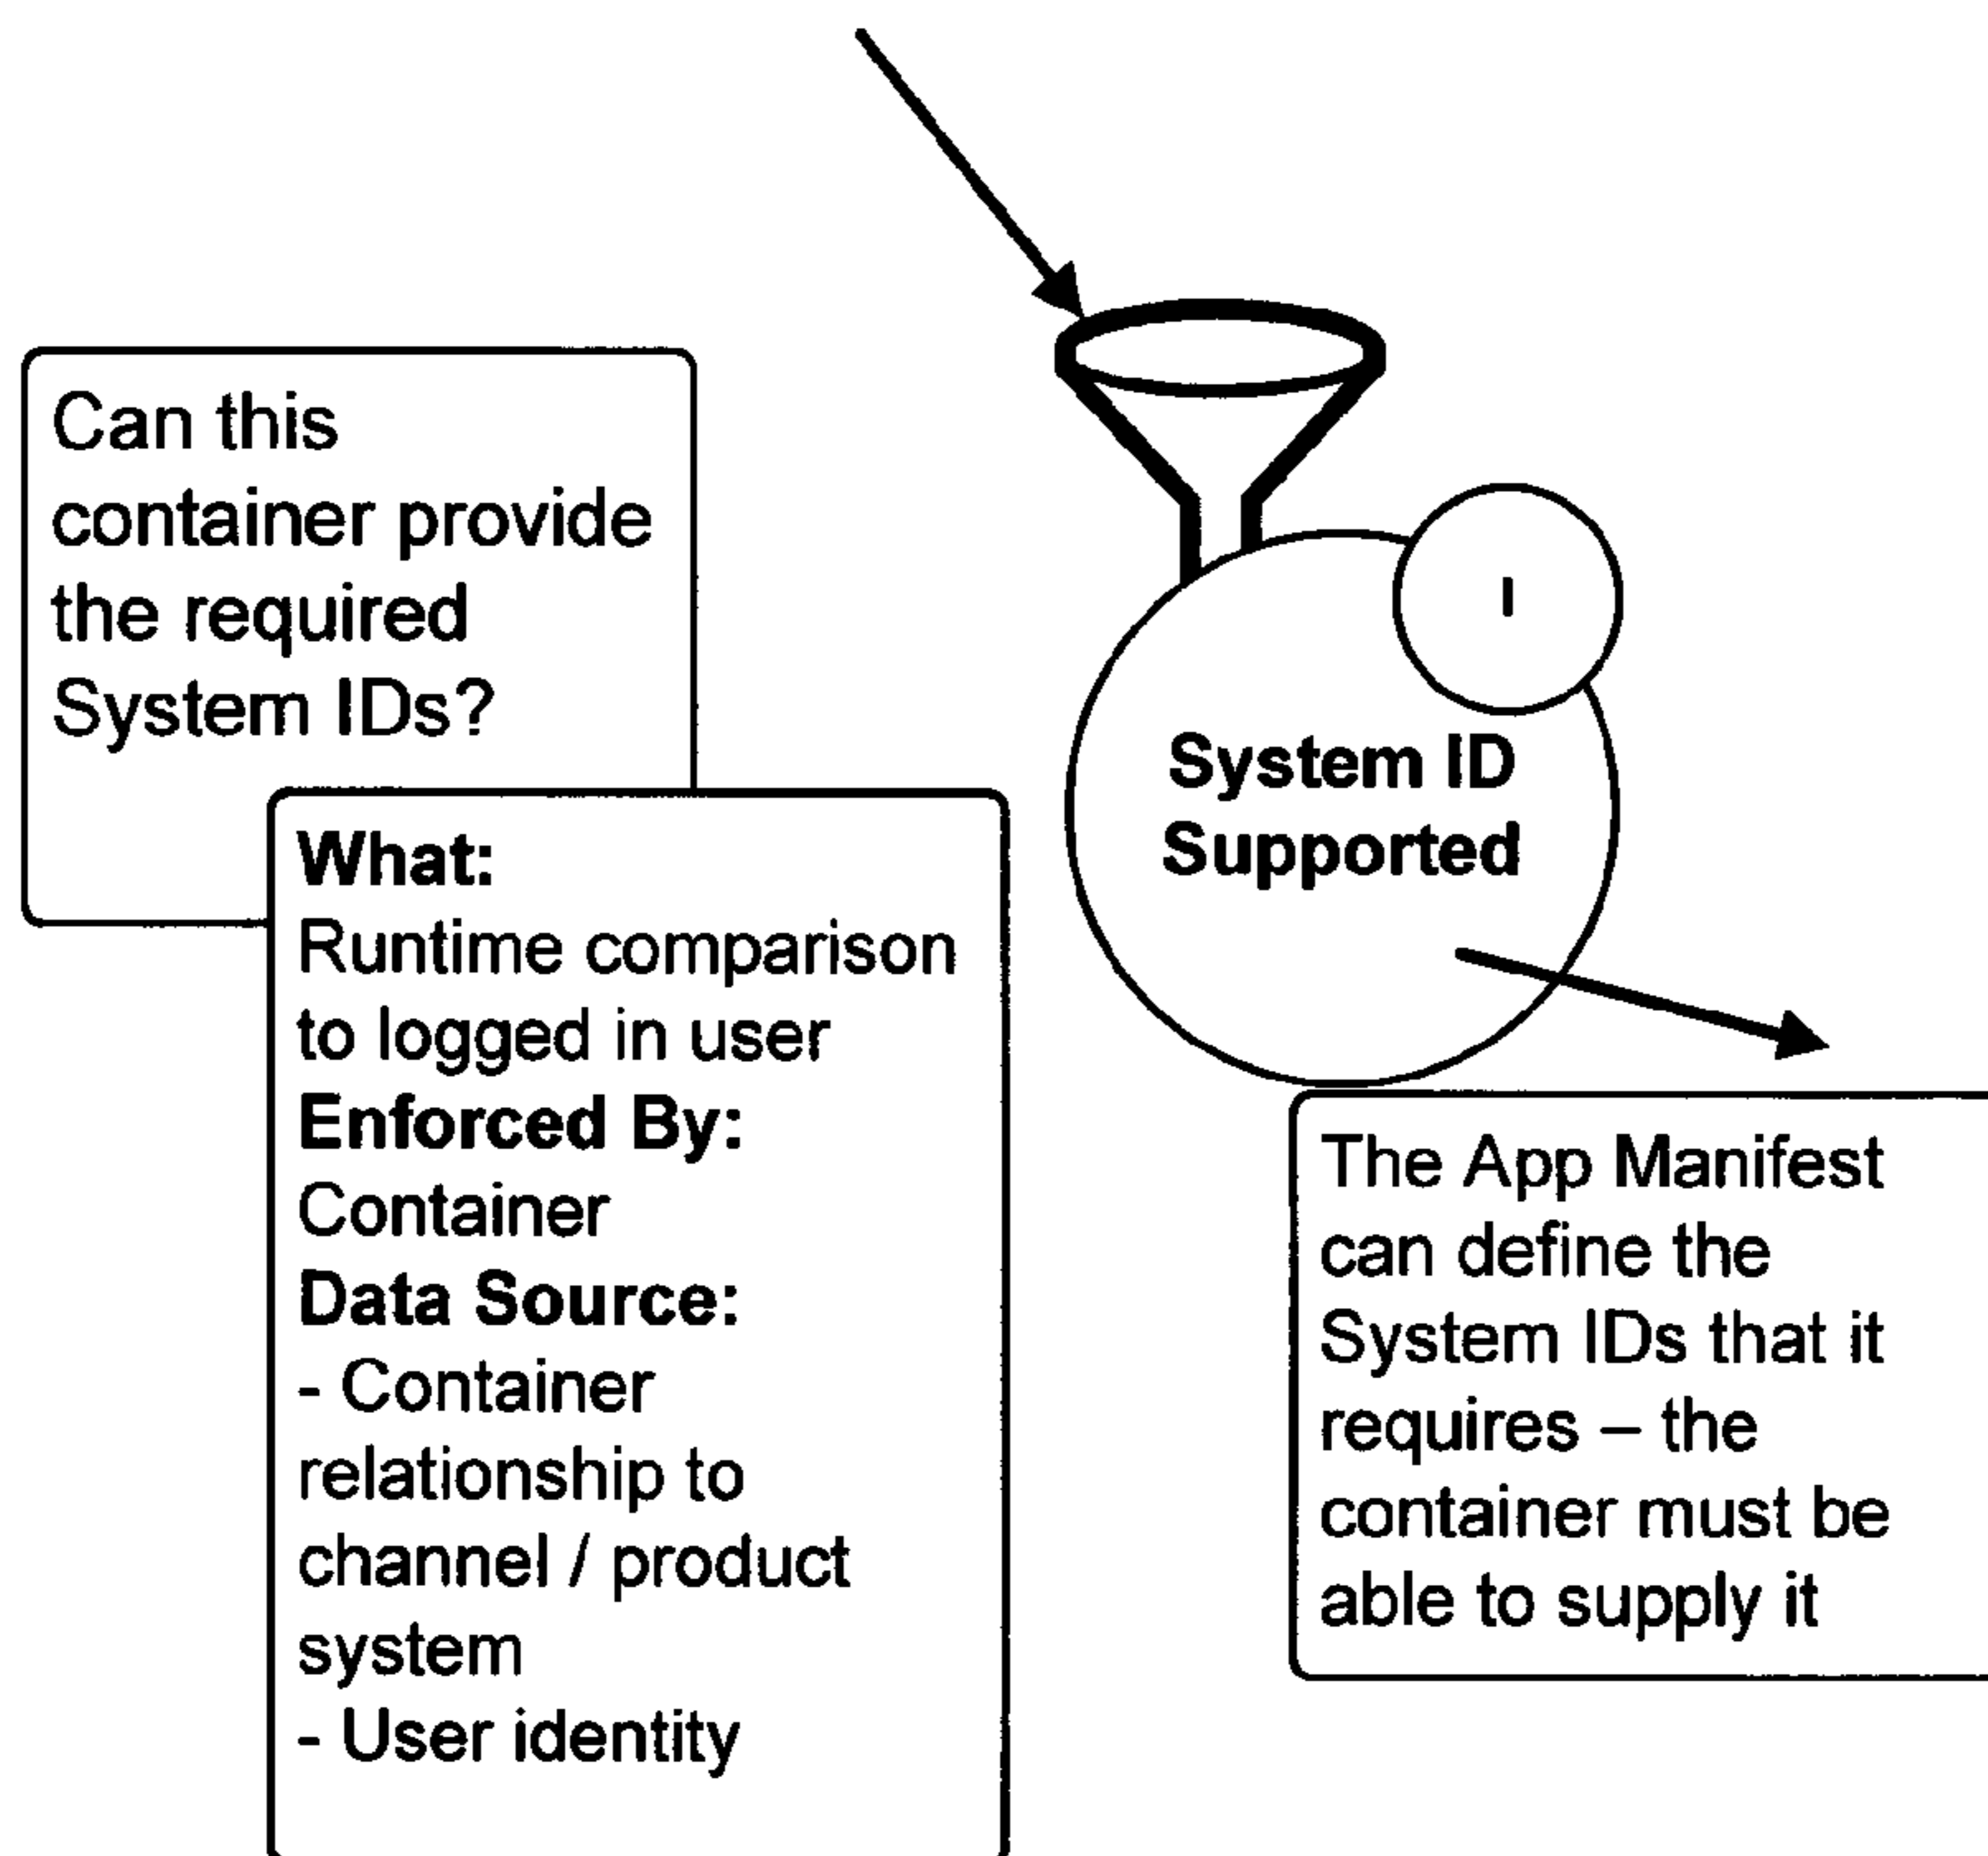 Can this
container provide
the required
System IDs?
What:
Runtime comparison
to logged in user
Enforced By:
Container
Data Source:
- Container
relationship to
channel / product
system
- User identity
I
System ID
Supported
The App Manifest
can define the
System IDs that it
requires – the
container must be
able to supply it